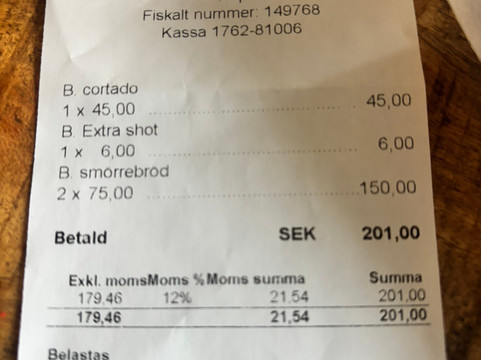 Fiskalt nummer: 149768
Kassa 1762-81006
B. cortado
1 x 45,00 45,00
B. Extra shot
1 x 6,00 6,00
B. smörrebröd
2 x 75,00 150,00
Betald SEK 201,00
Exkl. moms Moms % Moms summa Summa
179,46 12% 21,54 201,00
179,46 21,54 201,00
Belastas